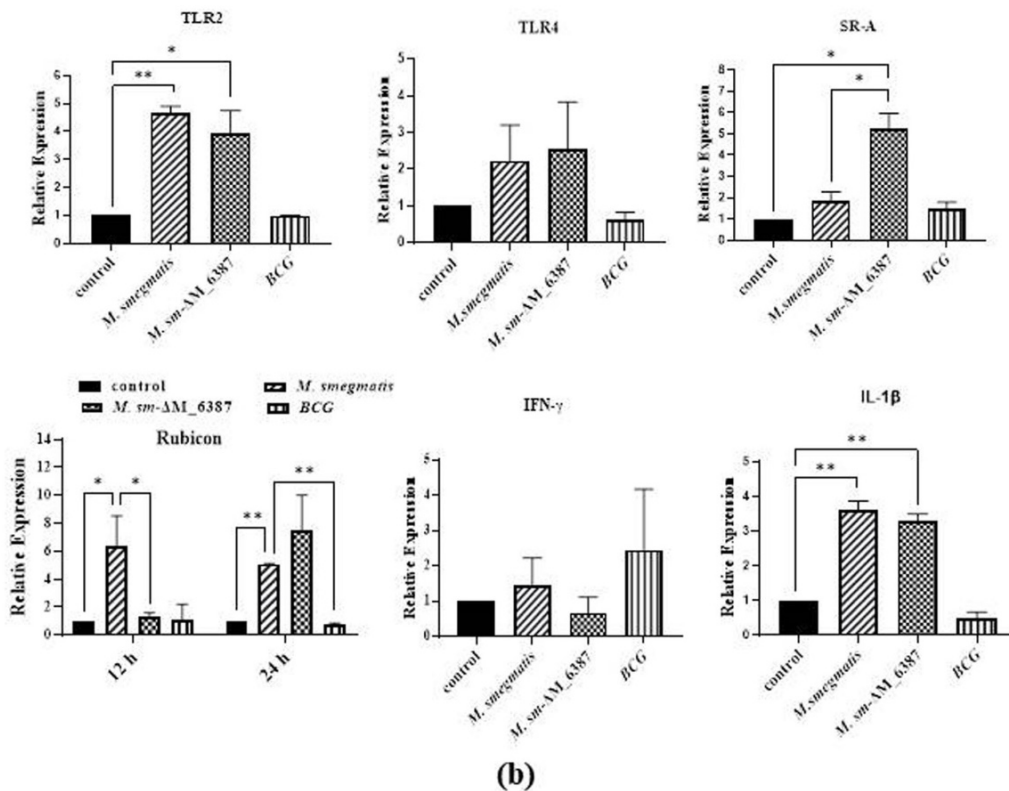 TLR2
**
*
Relative Expression
6
5
4
3
2
1
0
control
M. smegmatis
M. sm-ΔM_6387
BCG
TLR4
Relative Expression
5
4
3
2
1
0
control
M.smegmatis
M. sm-ΔM_6387
BCG
SR-A
*
*
Relative Expression
8
7
6
5
4
2
1
0
control
M.smegmatis
M. sm-ΔM_6387
BCG
control
M. smegmatis
M. sm-ΔM_6387
BCG
Rubicon
* * ** **
Relative Expression
14
12
10
8
6
4
2
0
12 h 24 h
IFN-γ
Relative Expression
5
4
3
2
1
0
control
M. smegmatis
M. sm-ΔM_6387
BCG
IL-1β
**
**
Relative Expression
5
4
3
2
1
0
control
M.smegmatis
M. sm-ΔM_6387
BCG
(b)